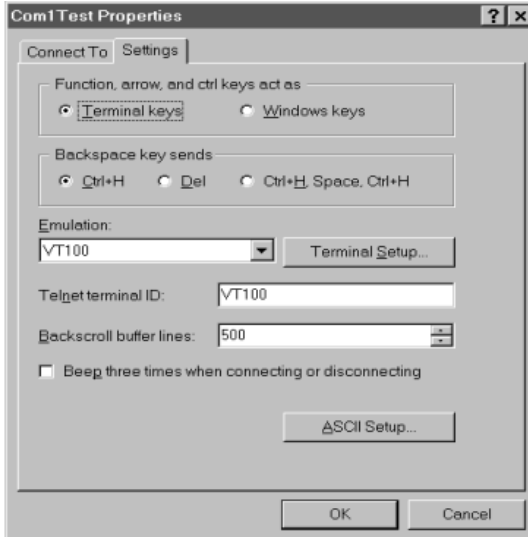 Com1Test Properties ? x
Connect To Settings
Function, arrow, and ctrl keys act as
Terminal keys Windows keys
Backspace key sends
Ctrl+H Del Ctrl+H, Space, Ctrl+H
Emulation:
VT100 Terminal Setup...
Telnet terminal ID: VT100
Backscroll buffer lines: 500
Beep three times when connecting or disconnecting
ASCII Setup...
OK Cancel